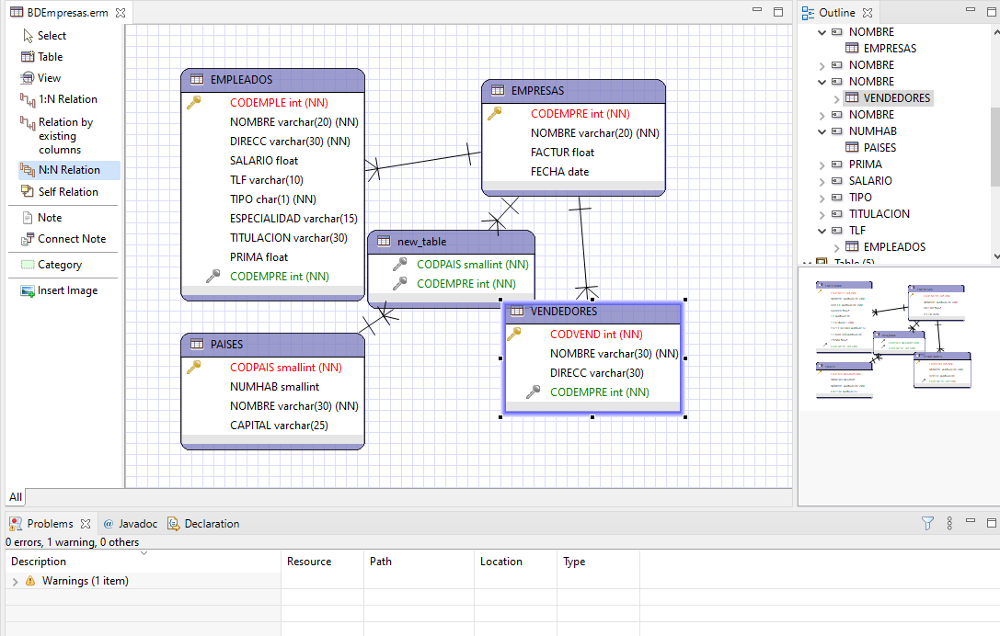 BDEmpresas.erm
Select
Table
View
1:N Relation
Relation by
existing
columns
N:N Relation
Self Relation
Note
Connect Note
Category
Insert Image
All
EMPLEADOS
CODEMPLE int (NN)
NOMBRE varchar(20) (NN)
DIRECC varchar(30) (NN)
SALARIO float
TLF varchar(10)
TIPO char(1) (NN)
ESPECIALIDAD varchar(15)
TITULACION varchar(30)
PRIMA float
CODEMPRE int (NN)
EMPRESAS
CODEMPRE int (NN)
NOMBRE varchar(20) (NN)
FACTUR float
FECHA date
new_table
CODPAIS smallint (NN)
CODEMPRE int (NN)
PAISES
CODPAIS smallint (NN)
NUMHAB smallint
NOMBRE varchar(30) (NN)
CAPITAL varchar(25)
VENDEDORES
CODVEND int (NN)
NOMBRE varchar(30) (NN)
DIRECC varchar(30)
CODEMPRE int (NN)
Outline
NOMBRE
EMPRESAS
NOMBRE
NOMBRE
VENDEDORES
NOMBRE
NUMHAB
PAISES
PRIMA
SALARIO
TIPO
TITULACION
TLF
EMPLEADOS
Table (5)
Problems
@ Javadoc
Declaration
0 errors, 1 warning, 0 others
Description Resource Path Location Type
Warnings (1 item)